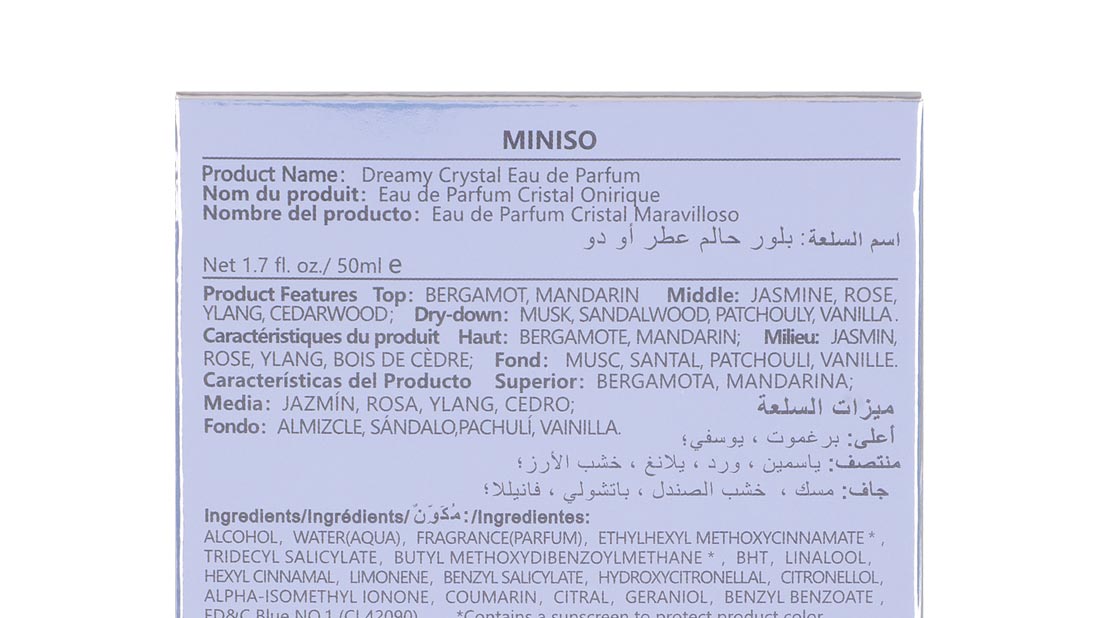 MINISO
Product Name: Dreamy Crystal Eau de Parfum
Nom du produit: Eau de Parfum Cristal Onirique
Nombre del producto: Eau de Parfum Cristal Maravilloso
اسم السلعة: بلور حالم عطر أو دو
Net 1.7 fl. oz./ 50ml e
Product Features Top: BERGAMOT, MANDARIN Middle: JASMINE, ROSE,
YLANG, CEDARWOOD; Dry-down: MUSK, SANDALWOOD, PATCHOULY, VANILLA.
Caractéristiques du produit Haut: BERGAMOTE, MANDARIN; Milieu: JASMIN,
ROSE, YLANG, BOIS DE CÈDRE; Fond: MUSC, SANTAL, PATCHOULI, VANILLE.
Características del Producto Superior: BERGAMOTA, MANDARINA;
Media: JAZMÍN, ROSA, YLANG, CEDRO;
ميزات السلعة
Fondo: ALMIZCLE, SÁNDALO,PACHULÍ, VAINILLA.
أعلى: برغموت ، يوسفي؛
منتصف: ياسمين ، ورد ، يلانغ ، خشب الأرز؛
جاف: مسك ، خشب الصندل ، باتشولي ، فانيللا؛
Ingredients/Ingrédients/مُكَوَّنٌ:/Ingredientes:
ALCOHOL, WATER(AQUA), FRAGRANCE(PARFUM), ETHYLHEXYL METHOXYCINNAMATE * ,
TRIDECYL SALICYLATE, BUTYL METHOXYDIBENZOYLMETHANE * , BHT, LINALOOL,
HEXYL CINNAMAL, LIMONENE, BENZYL SALICYLATE, HYDROXYCITRONELLAL, CITRONELLOL,
ALPHA-ISOMETHYL IONONE, COUMARIN, CITRAL, GERANIOL, BENZYL BENZOATE ,
FD&C Blue NO.1 (CI 42090). *Contains a sunscreen to protect product color